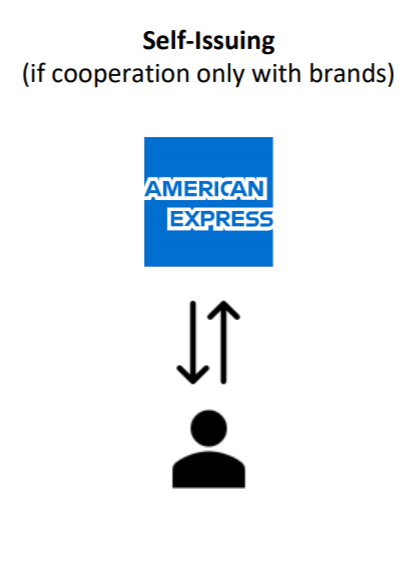 Self-Issuing
(if cooperation only with brands)
AMERICAN
EXPRESS